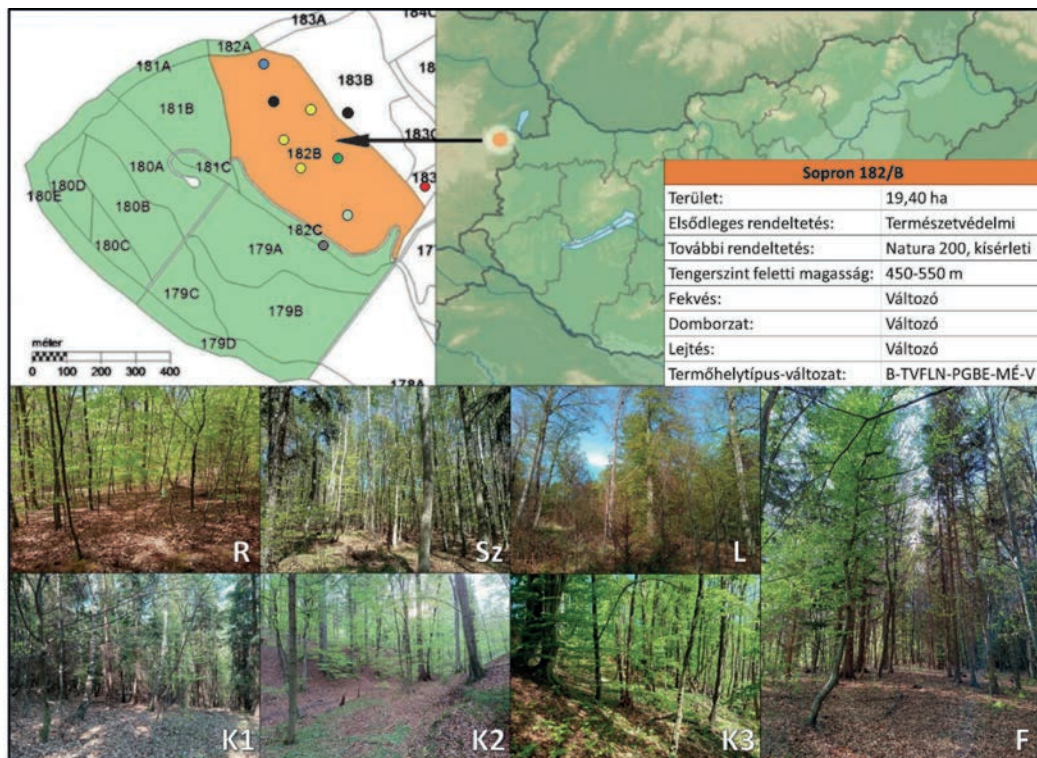 183A
184C
182A
181A
183B
181B
183C
182B
180A
181C
183
180D
180E
180B
182C
179A
17
180C
179C
179B
méter
179D
0 100 200 300 400
178A
Sopron 182/B
Terület: 19,40 ha
Elsődleges rendeltetés: Természetvédelmi
További rendeltetés: Natura 200, kísérleti
Tengerszint feletti magasság: 450-550 m
Fekvés: Változó
Domborzat: Változó
Lejtés: Változó
Termőhelytípus-változat: B-TVFLN-PGBE-MÉ-V
R
Sz
L
K1
K2
K3
F